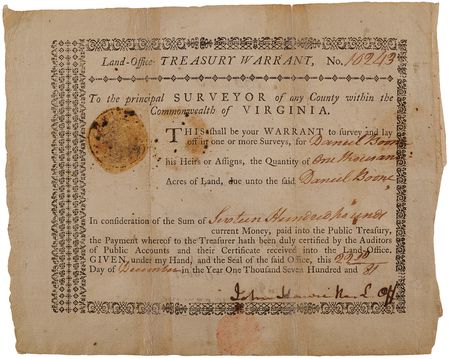 Land-Office TREASURY WARRANT, No. 10243
To the principal SURVEYOR of any County within the
Commonwealth of VIRGINIA.
THIS shall be your WARRANT to survey and lay
off in one or more Surveys, for Daniel Boone
his Heirs or Assigns, the Quantity of One thousand
Acres of Land, due unto the said Daniel Boone
In consideration of the Sum of Sixteen Hundred pounds
current Money, paid into the Public Treasury,
the Payment whereof to the Treasurer hath been duly certified by the Auditors
of Public Accounts and their Certificate received into the Land-Office.
GIVEN under my Hand, and the Seal of the said Office, this 22d
Day of December in the Year One Thousand Seven Hundred and 81
John Harvie